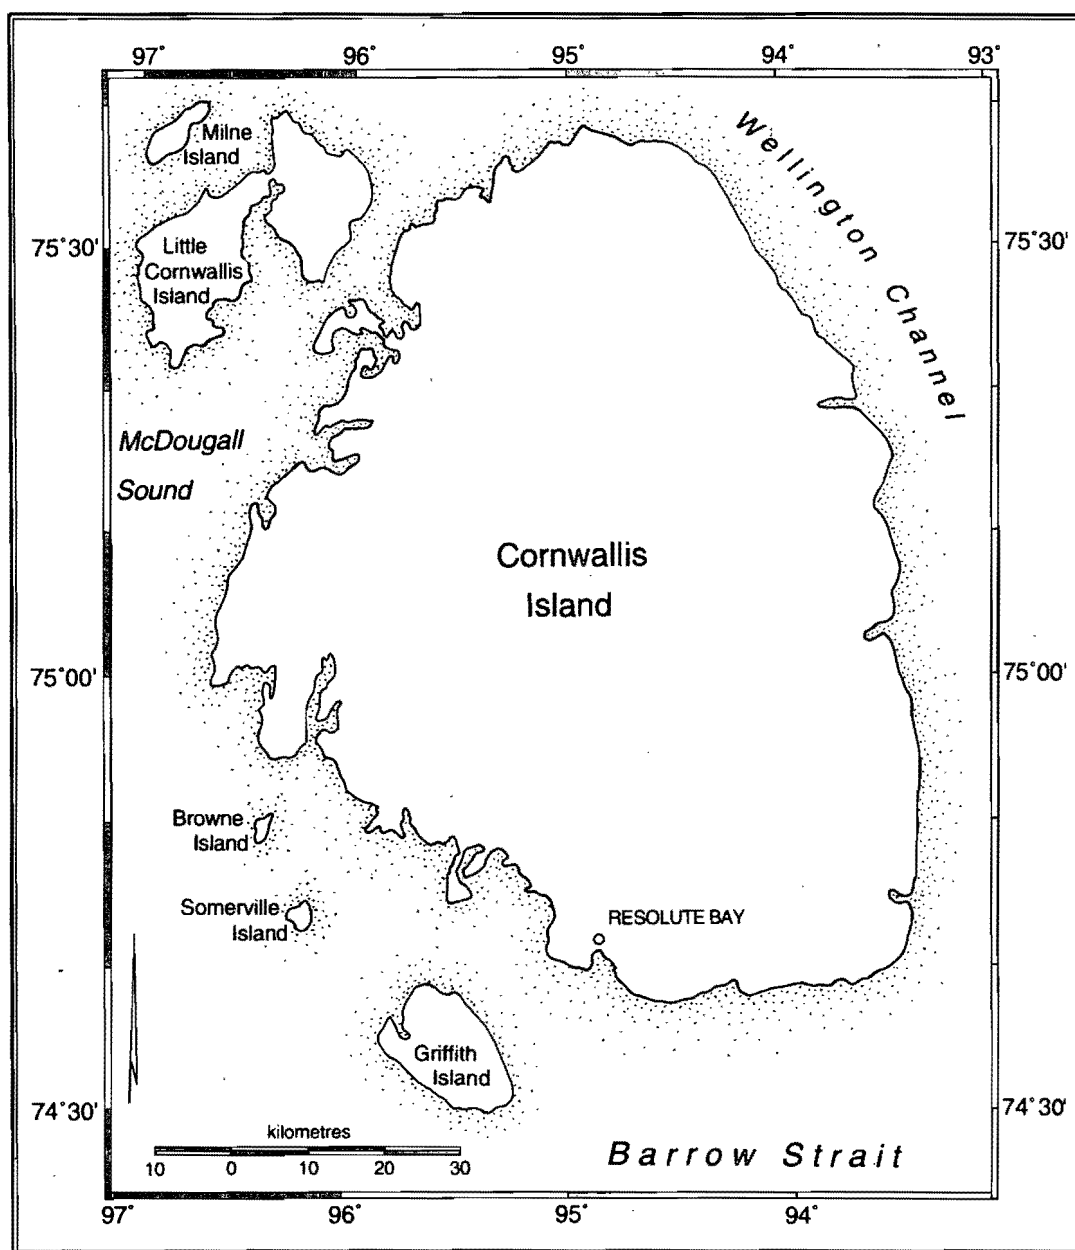 97°
96°
95°
94°
93°
Milne
Island
Wellington Channel
75°30'
75°30'
Little
Cornwallis
Island
McDougall
Sound
Cornwallis
Island
75°00'
75°00'
Browne
Island
Somerville
Island
RESOLUTE BAY
Griffith
Island
74°30'
74°30'
kilometres
10 0 10 20 30
Barrow Strait
97°
96°
95°
94°